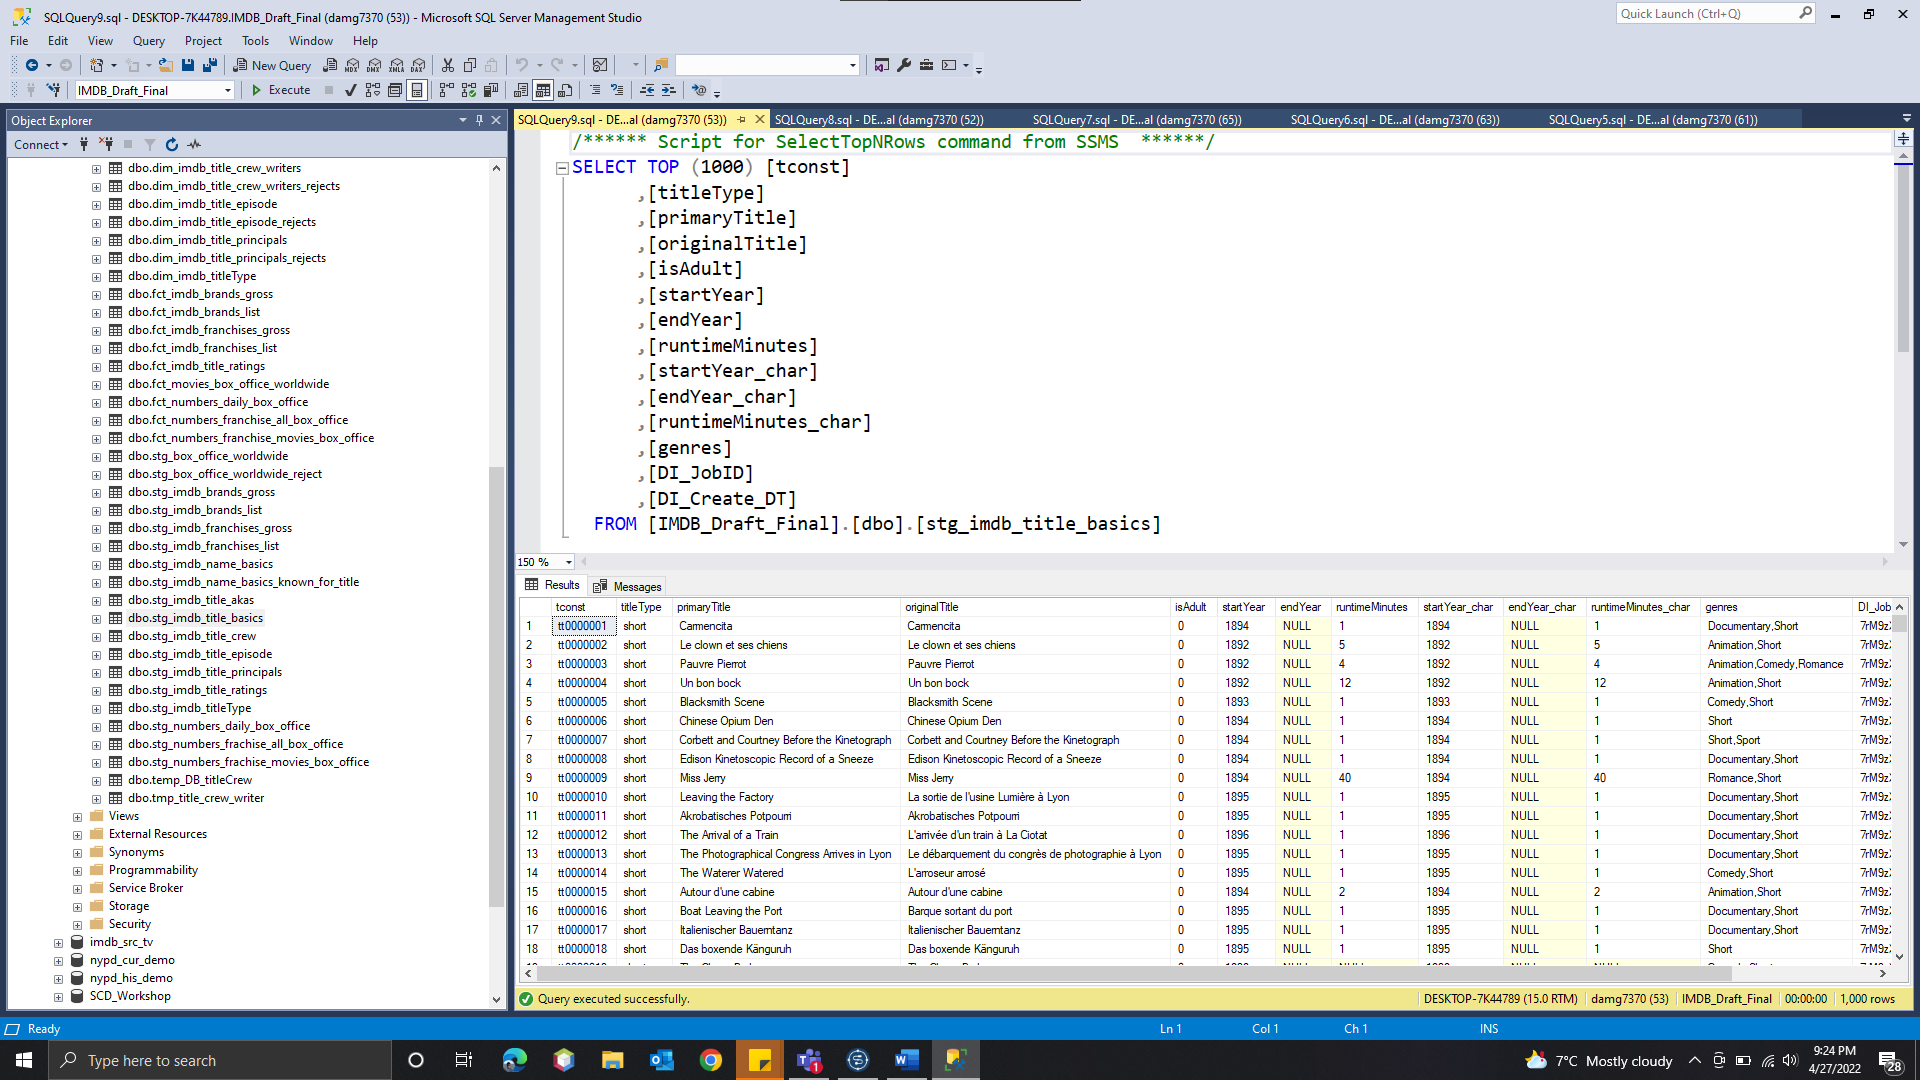 SQLQuery9.sql - DESKTOP-7K44789.IMDB_Draft_Final (damg7370 (53)) - Microsoft SQL Server Management Studio
Quick Launch (Ctrl+Q)
File Edit View Query Project Tools Window Help
New Query
IMDB_Draft_Final Execute
Object Explorer
Connect
dbo.dim_imdb_title_crew_writers
dbo.dim_imdb_title_crew_writers_rejects
dbo.dim_imdb_title_episode
dbo.dim_imdb_title_episode_rejects
dbo.dim_imdb_title_principals
dbo.dim_imdb_title_principals_rejects
dbo.dim_imdb_titleType
dbo.fct_imdb_brands_gross
dbo.fct_imdb_brands_list
dbo.fct_imdb_franchises_gross
dbo.fct_imdb_franchises_list
dbo.fct_imdb_title_ratings
dbo.fct_movies_box_office_worldwide
dbo.fct_numbers_daily_box_office
dbo.fct_numbers_franchise_all_box_office
dbo.fct_numbers_franchise_movies_box_office
dbo.stg_box_office_worldwide
dbo.stg_box_office_worldwide_reject
dbo.stg_imdb_brands_gross
dbo.stg_imdb_brands_list
dbo.stg_imdb_franchises_gross
dbo.stg_imdb_franchises_list
dbo.stg_imdb_name_basics
dbo.stg_imdb_name_basics_known_for_title
dbo.stg_imdb_title_akas
dbo.stg_imdb_title_basics
dbo.stg_imdb_title_crew
dbo.stg_imdb_title_episode
dbo.stg_imdb_title_principals
dbo.stg_imdb_title_ratings
dbo.stg_imdb_titleType
dbo.stg_numbers_daily_box_office
dbo.stg_numbers_frachise_all_box_office
dbo.stg_numbers_frachise_movies_box_office
dbo.temp_DB_titleCrew
dbo.tmp_title_crew_writer
Views
External Resources
Synonyms
Programmability
Service Broker
Storage
Security
imdb_src_tv
nypd_cur_demo
nypd_his_demo
SCD_Workshop
SQLQuery9.sql - DE...al (damg7370 (53)) SQLQuery8.sql - DE...al (damg7370 (52)) SQLQuery7.sql - DE...al (damg7370 (65)) SQLQuery6.sql - DE...al (damg7370 (63)) SQLQuery5.sql - DE...al (damg7370 (61))
/****** Script for SelectTopNRows command from SSMS ******/
SELECT TOP (1000) [tconst]
,[titleType]
,[primaryTitle]
,[originalTitle]
,[isAdult]
,[startYear]
,[endYear]
,[runtimeMinutes]
,[startYear_char]
,[endYear_char]
,[runtimeMinutes_char]
,[genres]
,[DI_JobID]
,[DI_Create_DT]
FROM [IMDB_Draft_Final].[dbo].[stg_imdb_title_basics]
150 %
Results Messages
tconst titleType primaryTitle originalTitle isAdult startYear endYear runtimeMinutes startYear_char endYear_char runtimeMinutes_char genres DI_Job
1 tt0000001 short Carmencita Carmencita 0 1894 NULL 1 1894 NULL 1 Documentary,Short 7rM9z
2 tt0000002 short Le clown et ses chiens Le clown et ses chiens 0 1892 NULL 5 1892 NULL 5 Animation,Short 7rM9z
3 tt0000003 short Pauvre Pierrot Pauvre Pierrot 0 1892 NULL 4 1892 NULL 4 Animation,Comedy,Romance 7rM9z
4 tt0000004 short Un bon bock Un bon bock 0 1892 NULL 12 1892 NULL 12 Animation,Short 7rM9z
5 tt0000005 short Blacksmith Scene Blacksmith Scene 0 1893 NULL 1 1893 NULL 1 Comedy,Short 7rM9z
6 tt0000006 short Chinese Opium Den Chinese Opium Den 0 1894 NULL 1 1894 NULL 1 Short 7rM9z
7 tt0000007 short Corbett and Courtney Before the Kinetograph Corbett and Courtney Before the Kinetograph 0 1894 NULL 1 1894 NULL 1 Short,Sport 7rM9z
8 tt0000008 short Edison Kinetoscopic Record of a Sneeze Edison Kinetoscopic Record of a Sneeze 0 1894 NULL 1 1894 NULL 1 Documentary,Short 7rM9z
9 tt0000009 short Miss Jerry Miss Jerry 0 1894 NULL 40 1894 NULL 40 Romance,Short 7rM9z
10 tt0000010 short Leaving the Factory La sortie de l'usine Lumière à Lyon 0 1895 NULL 1 1895 NULL 1 Documentary,Short 7rM9z
11 tt0000011 short Akrobatisches Potpourri Akrobatisches Potpourri 0 1895 NULL 1 1895 NULL 1 Documentary,Short 7rM9z
12 tt0000012 short The Arrival of a Train L'arrivée d'un train à La Ciotat 0 1896 NULL 1 1896 NULL 1 Documentary,Short 7rM9z
13 tt0000013 short The Photographical Congress Arrives in Lyon Le débarquement du congrès de photographie à Lyon 0 1895 NULL 1 1895 NULL 1 Documentary,Short 7rM9z
14 tt0000014 short The Waterer Watered L'arroseur arrosé 0 1895 NULL 1 1895 NULL 1 Comedy,Short 7rM9z
15 tt0000015 short Autour d'une cabine Autour d'une cabine 0 1894 NULL 2 1894 NULL 2 Animation,Short 7rM9z
16 tt0000016 short Boat Leaving the Port Barque sortant du port 0 1895 NULL 1 1895 NULL 1 Documentary,Short 7rM9z
17 tt0000017 short Italienischer Bauerntanz Italienischer Bauerntanz 0 1895 NULL 1 1895 NULL 1 Documentary,Short 7rM9z
18 tt0000018 short Das boxende Känguruh Das boxende Känguruh 0 1895 NULL 1 1895 NULL 1 Short 7rM9z
Query executed successfully. DESKTOP-7K44789 (15.0 RTM) damg7370 (53) IMDB_Draft_Final 00:00:00 1,000 rows
Ready Ln 1 Col 1 Ch 1 INS
Type here to search 1 7°C Mostly cloudy 9:24 PM
4/27/2022 28